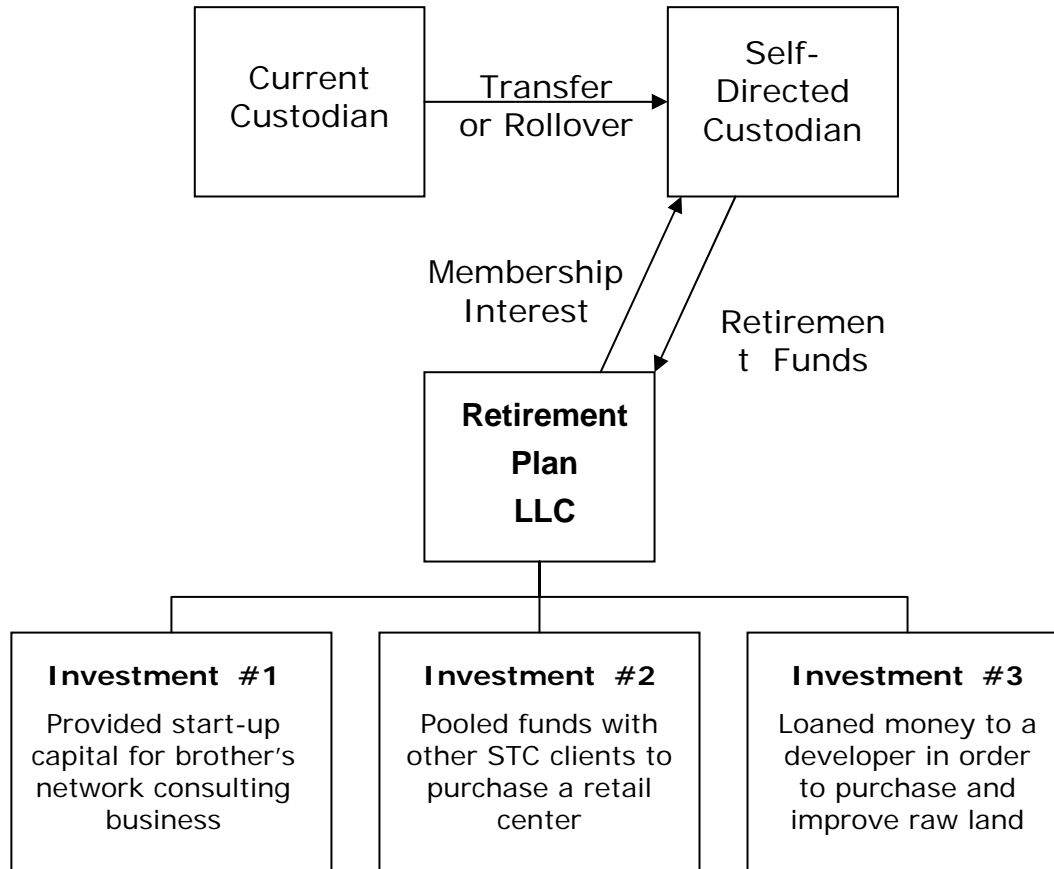 Current
Custodian
Transfer
or Rollover
Self-
Directed
Custodian
Membership
Interest
Retiremen
t Funds
Retirement
Plan
LLC
Investment #1
Provided start-up
capital for brother's
network consulting
business
Investment #2
Pooled funds with
other STC clients to
purchase a retail
center
Investment #3
Loaned money to a
developer in order
to purchase and
improve raw land